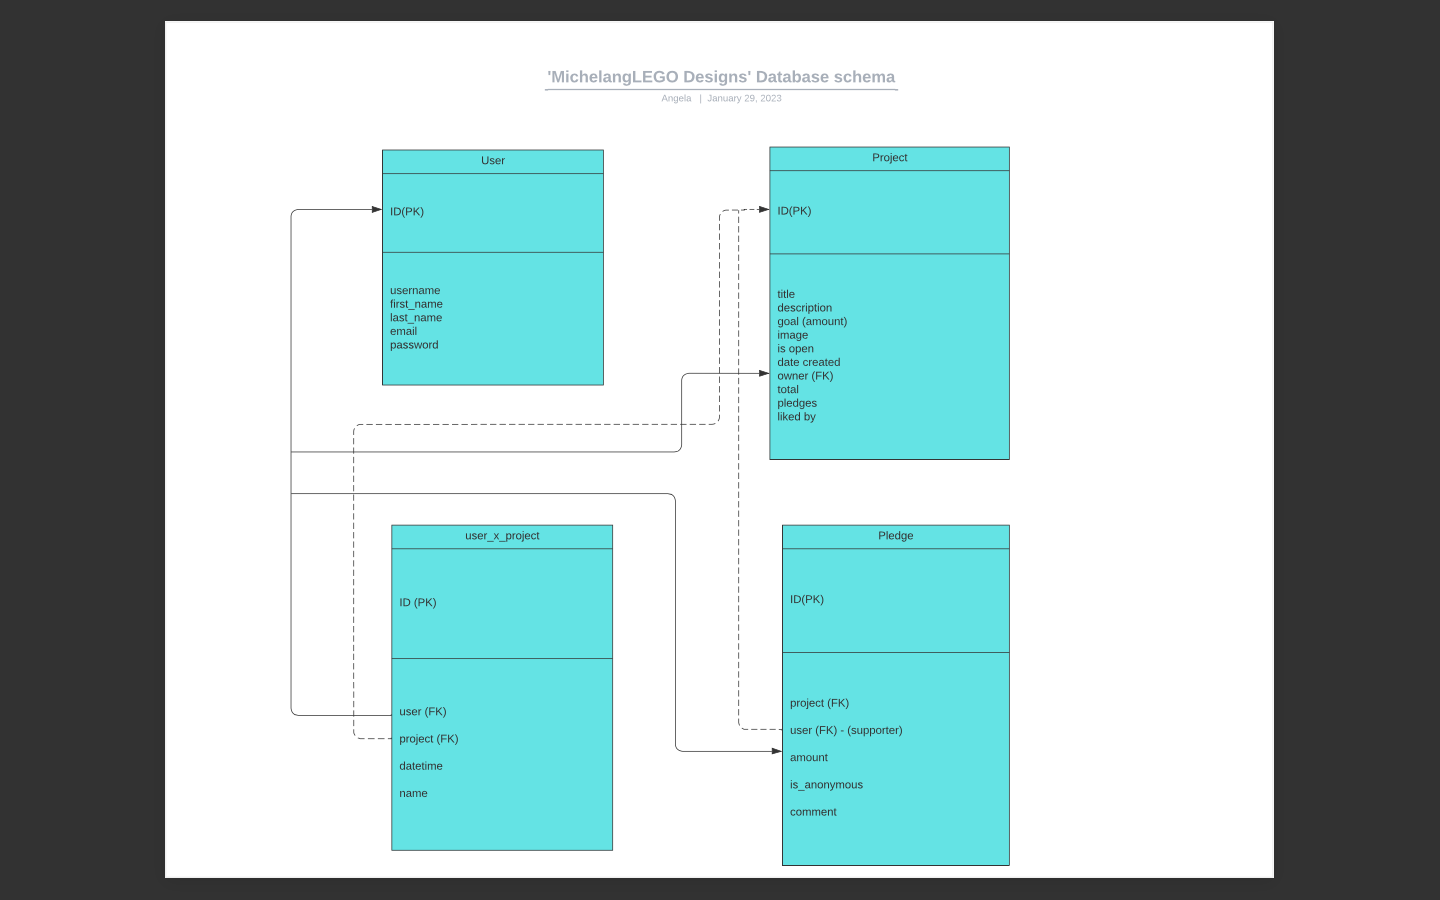 'MichelangLEGO Designs' Database schema
Angela | January 29, 2023
User
ID(PK)
username
first_name
last_name
email
password
Project
ID(PK)
title
description
goal (amount)
image
is open
date created
owner (FK)
total
pledges
liked by
user_x_project
ID (PK)
user (FK)
project (FK)
datetime
name
Pledge
ID(PK)
project (FK)
user (FK) - (supporter)
amount
is_anonymous
comment